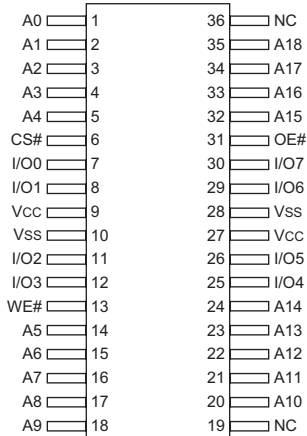 A0 1 36 NC
A1 2 35 A18
A2 3 34 A17
A3 4 33 A16
A4 5 32 A15
CS# 6 31 OE#
I/O0 7 30 I/O7
I/O1 8 29 I/O6
Vcc 9 28 Vss
Vss 10 27 Vcc
I/O2 11 26 I/O5
I/O3 12 25 I/O4
WE# 13 24 A14
A5 14 23 A13
A6 15 22 A12
A7 16 21 A11
A8 17 20 A10
A9 18 19 NC